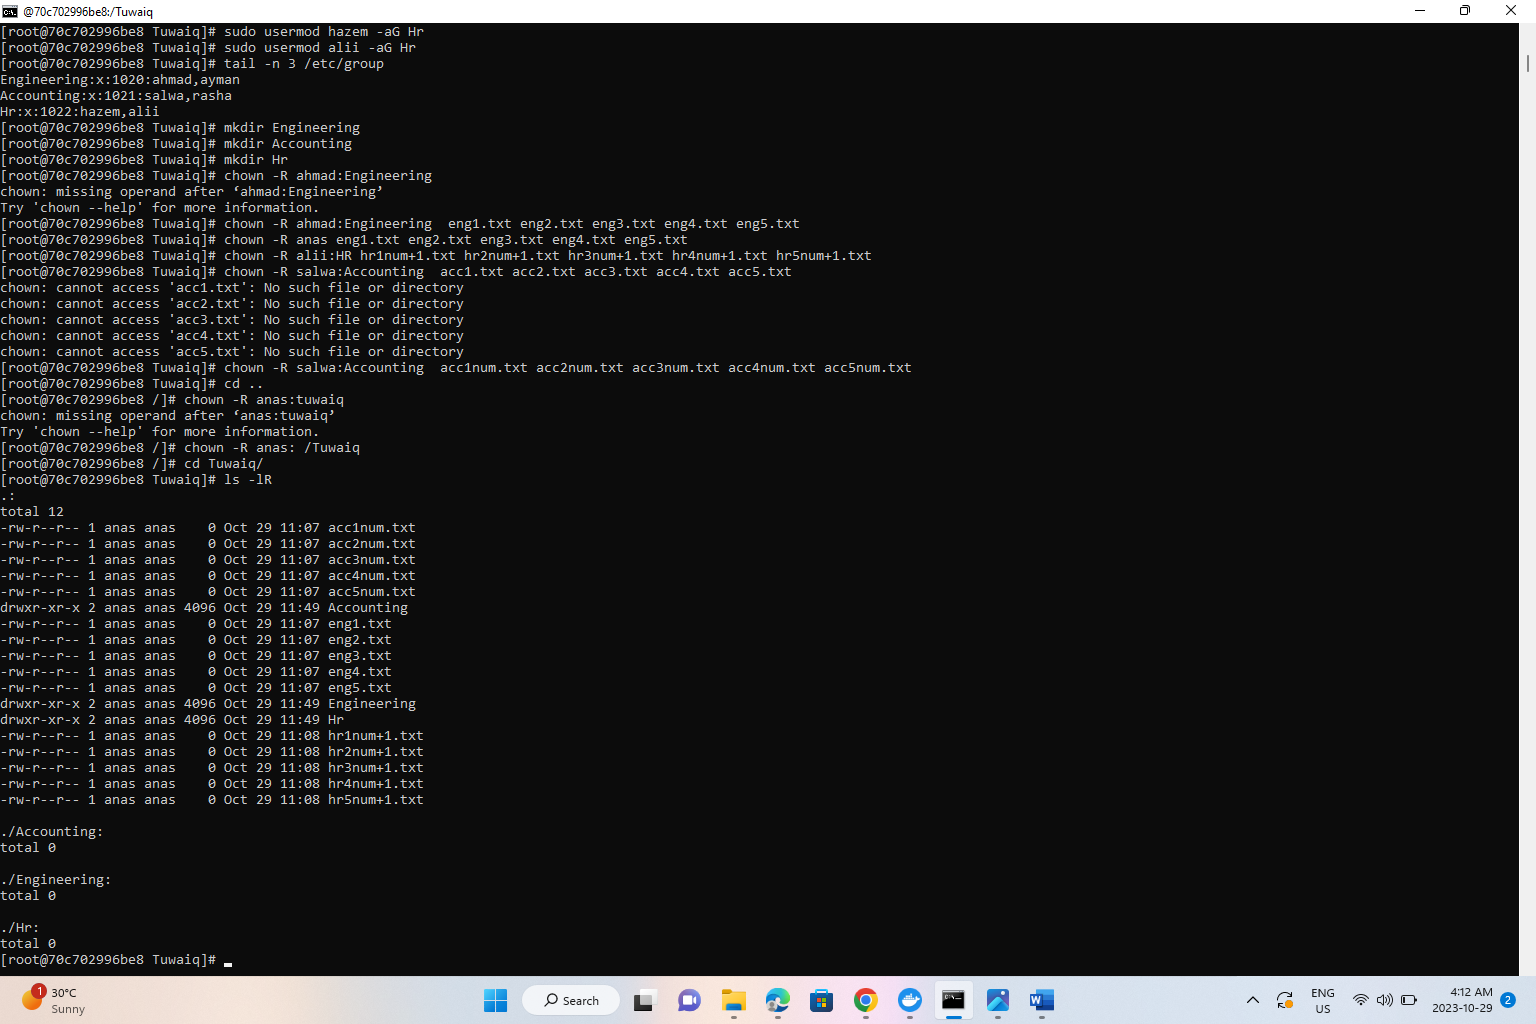 @70c702996be8:/Tuwaiq
[root@70c702996be8 Tuwaiq]# sudo usermod hazem -aG Hr
[root@70c702996be8 Tuwaiq]# sudo usermod alii -aG Hr
[root@70c702996be8 Tuwaiq]# tail -n 3 /etc/group
Engineering:x:1020:ahmad,ayman
Accounting:x:1021:salwa,rasha
Hr:x:1022:hazem,alii
[root@70c702996be8 Tuwaiq]# mkdir Engineering
[root@70c702996be8 Tuwaiq]# mkdir Accounting
[root@70c702996be8 Tuwaiq]# mkdir Hr
[root@70c702996be8 Tuwaiq]# chown -R ahmad:Engineering
chown: missing operand after ‘ahmad:Engineering’
Try 'chown --help' for more information.
[root@70c702996be8 Tuwaiq]# chown -R ahmad:Engineering  eng1.txt eng2.txt eng3.txt eng4.txt eng5.txt
[root@70c702996be8 Tuwaiq]# chown -R anas eng1.txt eng2.txt eng3.txt eng4.txt eng5.txt
[root@70c702996be8 Tuwaiq]# chown -R alii:HR hr1num+1.txt hr2num+1.txt hr3num+1.txt hr4num+1.txt hr5num+1.txt
[root@70c702996be8 Tuwaiq]# chown -R salwa:Accounting  acc1.txt acc2.txt acc3.txt acc4.txt acc5.txt
chown: cannot access 'acc1.txt': No such file or directory
chown: cannot access 'acc2.txt': No such file or directory
chown: cannot access 'acc3.txt': No such file or directory
chown: cannot access 'acc4.txt': No such file or directory
chown: cannot access 'acc5.txt': No such file or directory
[root@70c702996be8 Tuwaiq]# chown -R salwa:Accounting  acc1num.txt acc2num.txt acc3num.txt acc4num.txt acc5num.txt
[root@70c702996be8 Tuwaiq]# cd ..
[root@70c702996be8 /]# chown -R anas:tuwaiq
chown: missing operand after ‘anas:tuwaiq’
Try 'chown --help' for more information.
[root@70c702996be8 /]# chown -R anas: /Tuwaiq
[root@70c702996be8 /]# cd Tuwaiq/
[root@70c702996be8 Tuwaiq]# ls -lR
.:
total 12
-rw-r--r-- 1 anas anas    0 Oct 29 11:07 acc1num.txt
-rw-r--r-- 1 anas anas    0 Oct 29 11:07 acc2num.txt
-rw-r--r-- 1 anas anas    0 Oct 29 11:07 acc3num.txt
-rw-r--r-- 1 anas anas    0 Oct 29 11:07 acc4num.txt
-rw-r--r-- 1 anas anas    0 Oct 29 11:07 acc5num.txt
drwxr-xr-x 2 anas anas 4096 Oct 29 11:49 Accounting
-rw-r--r-- 1 anas anas    0 Oct 29 11:07 eng1.txt
-rw-r--r-- 1 anas anas    0 Oct 29 11:07 eng2.txt
-rw-r--r-- 1 anas anas    0 Oct 29 11:07 eng3.txt
-rw-r--r-- 1 anas anas    0 Oct 29 11:07 eng4.txt
-rw-r--r-- 1 anas anas    0 Oct 29 11:07 eng5.txt
drwxr-xr-x 2 anas anas 4096 Oct 29 11:49 Engineering
drwxr-xr-x 2 anas anas 4096 Oct 29 11:49 Hr
-rw-r--r-- 1 anas anas    0 Oct 29 11:08 hr1num+1.txt
-rw-r--r-- 1 anas anas    0 Oct 29 11:08 hr2num+1.txt
-rw-r--r-- 1 anas anas    0 Oct 29 11:08 hr3num+1.txt
-rw-r--r-- 1 anas anas    0 Oct 29 11:08 hr4num+1.txt
-rw-r--r-- 1 anas anas    0 Oct 29 11:08 hr5num+1.txt
./Accounting:
total 0
./Engineering:
total 0
./Hr:
total 0
[root@70c702996be8 Tuwaiq]#
1
30°C
Sunny
Search
ENG
US
4:12 AM
2023-10-29
2